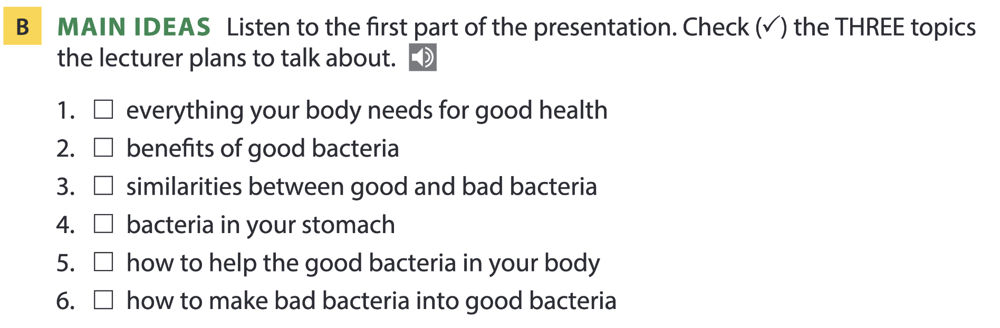 B MAIN IDEAS Listen to the first part of the presentation. Check (✓) the THREE topics
the lecturer plans to talk about.
1. ☐ everything your body needs for good health
2. ☐ benefits of good bacteria
3. ☐ similarities between good and bad bacteria
4. ☐ bacteria in your stomach
5. ☐ how to help the good bacteria in your body
6. ☐ how to make bad bacteria into good bacteria